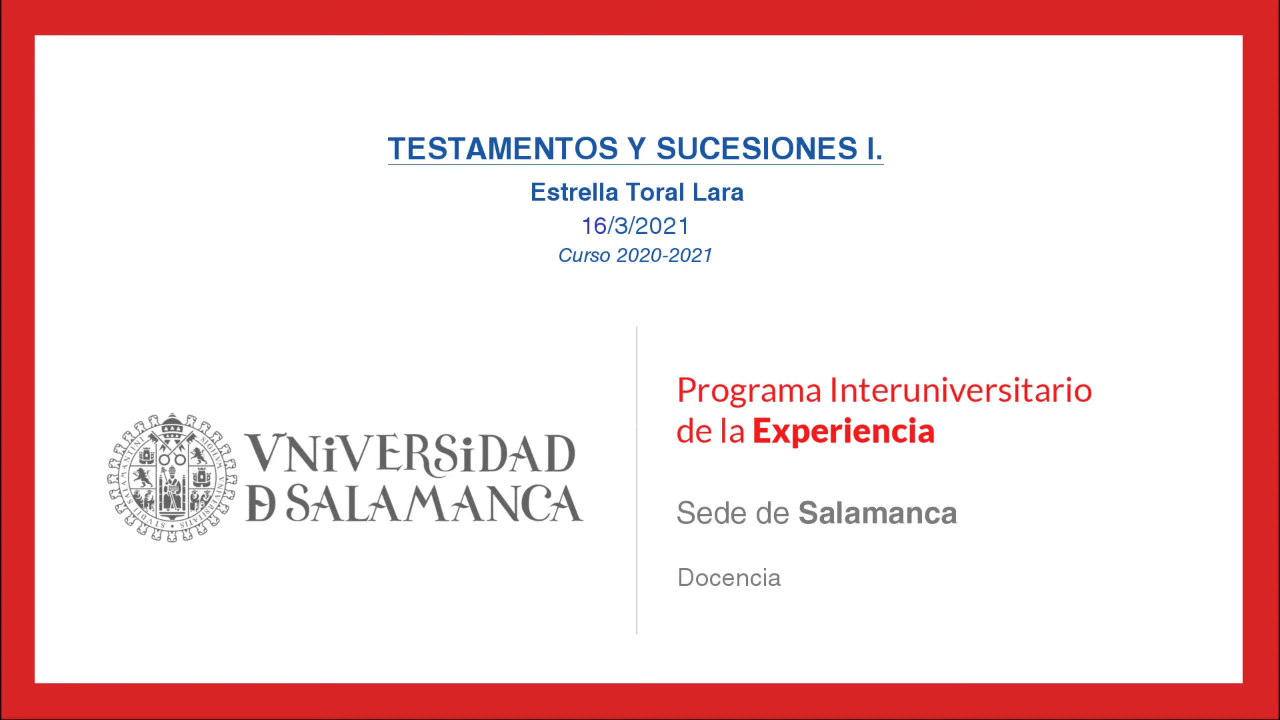 TESTAMENTOS Y SUCESIONES I.
Estrella Toral Lara
16/3/2021
Curso 2020-2021
Programa Interuniversitario
de la Experiencia
VNiVERSiDAD
D SALAMANCA
Sede de Salamanca
Docencia